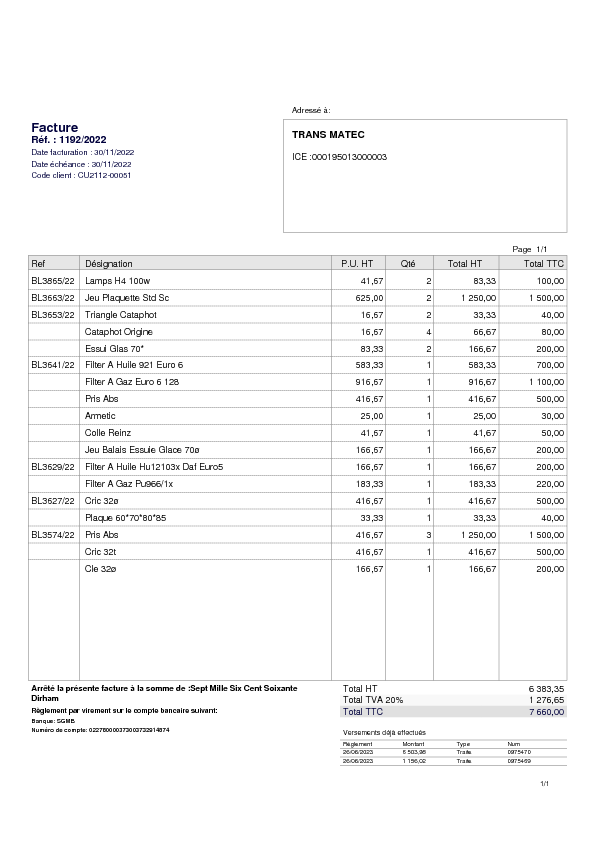 Adressé à:
Facture
Réf. : 1192/2022
Date facturation : 30/11/2022
Date échéance : 30/11/2022
Code client : CU2112-00051
TRANS MATEC
ICE :000195013000003
Page 1/1
Ref Désignation P.U. HT Qté Total HT Total TTC
BL3865/22 Lamps H4 100w 41,67 2 83,33 100,00
BL3663/22 Jeu Plaquette Std Sc 625,00 2 1 250,00 1 500,00
BL3653/22 Triangle Cataphot 16,67 2 33,33 40,00
Cataphot Origine 16,67 4 66,67 80,00
Essui Glas 70* 83,33 2 166,67 200,00
BL3641/22 Filter A Huile 921 Euro 6 583,33 1 583,33 700,00
Filter A Gaz Euro 6 128 916,67 1 916,67 1 100,00
Pris Abs 416,67 1 416,67 500,00
Armetic 25,00 1 25,00 30,00
Colle Reinz 41,67 1 41,67 50,00
Jeu Balais Essuie Glace 70ø 166,67 1 166,67 200,00
BL3629/22 Filter A Huile Hu12103x Daf Euro5 166,67 1 166,67 200,00
Filter A Gaz Pu966/1x 183,33 1 183,33 220,00
BL3627/22 Cric 32ø 416,67 1 416,67 500,00
Plaque 60*70*80*85 33,33 1 33,33 40,00
BL3574/22 Pris Abs 416,67 3 1 250,00 1 500,00
Cric 32t 416,67 1 416,67 500,00
Cle 32ø 166,67 1 166,67 200,00
Arrêté la présente facture à la somme de :Sept Mille Six Cent Soixante
Dirham
Règlement par virement sur le compte bancaire suivant:
Banque: SGMB
Numéro de compte:
Total HT 6 383,35
Total TVA 20% 1 276,65
Total TTC 7 660,00
Versements déjà effectués
Règlement Montant Type Num
26/06/2023 6 503,98 Traite 0975470
26/06/2023 1 156,02 Traite 0975469
1/1